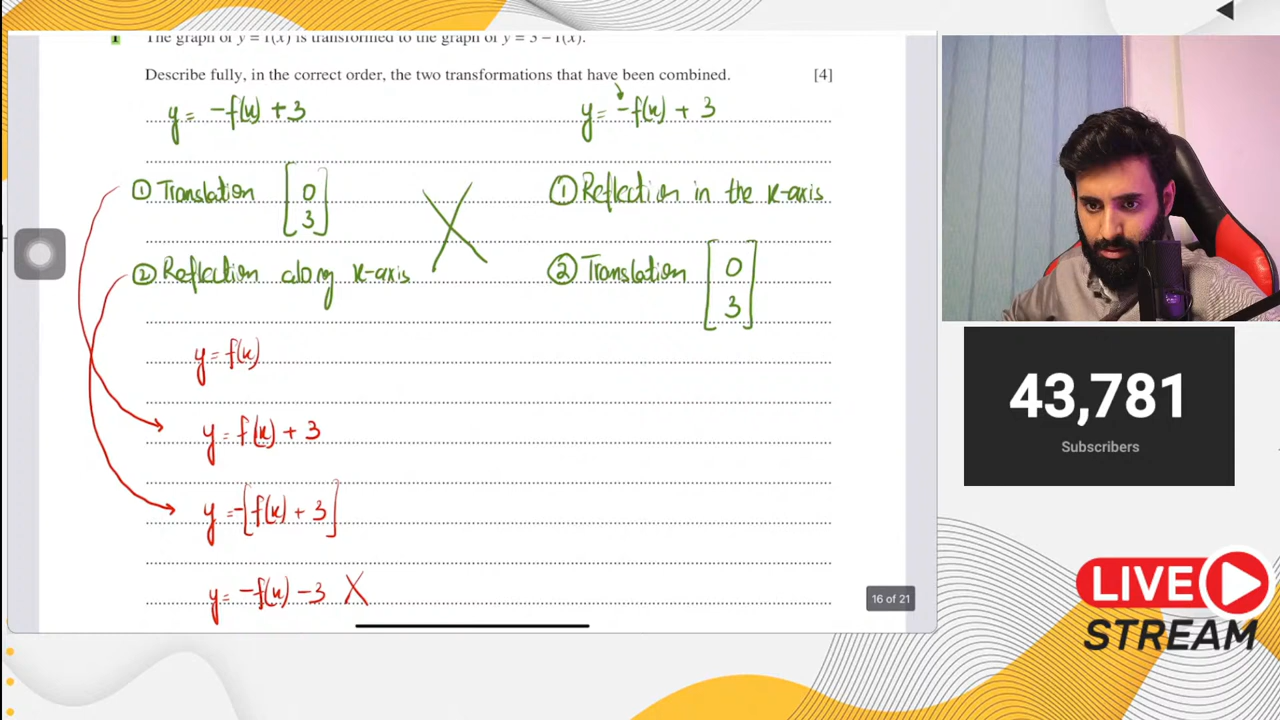 1 The graph of y = f(x) is transformed to the graph of y = 3 – f(x).
Describe fully, in the correct order, the two transformations that have been combined. [4]
y = -f(x) + 3
① Translation [0 3]
② Reflection along x-axis
y = f(x)
y = f(x) + 3
y = -[f(x) + 3]
y = -f(x) - 3 X
X
y = -f(x) + 3
① Reflection in the x-axis
② Translation [0 3]
16 of 21
43,781
Subscribers
LIVE
STREAM